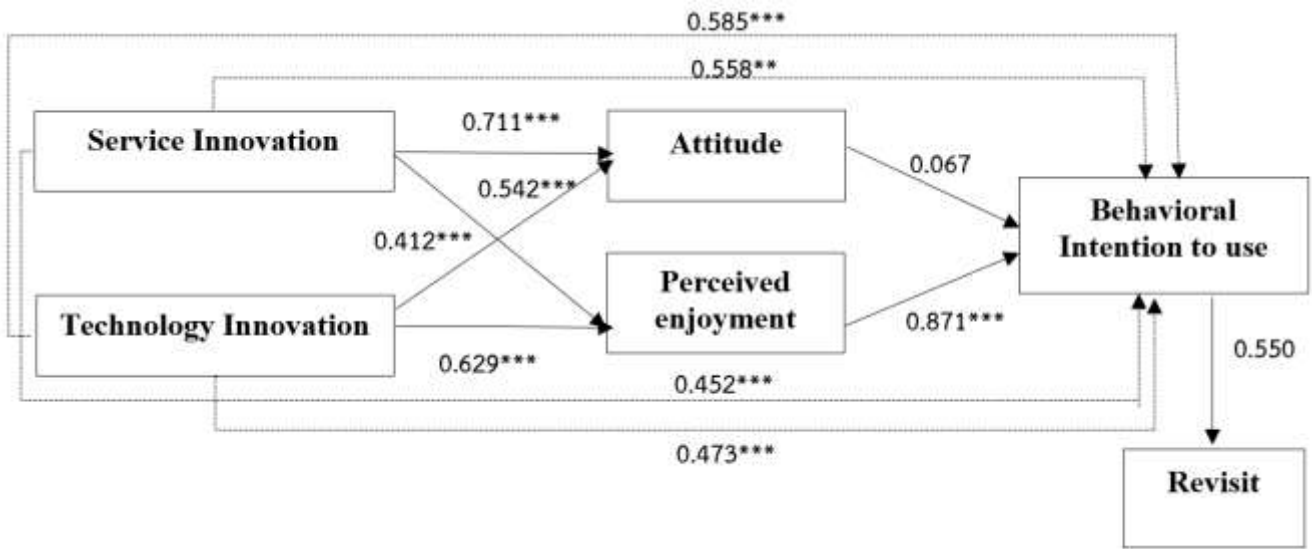 0.585***
0.558**
Service Innovation
0.711***
Attitude
0.067
0.542***
Behavioral
Intention to use
0.412***
Perceived
enjoyment
Technology Innovation
0.871***
0.629***
0.550
0.452***
0.473***
Revisit